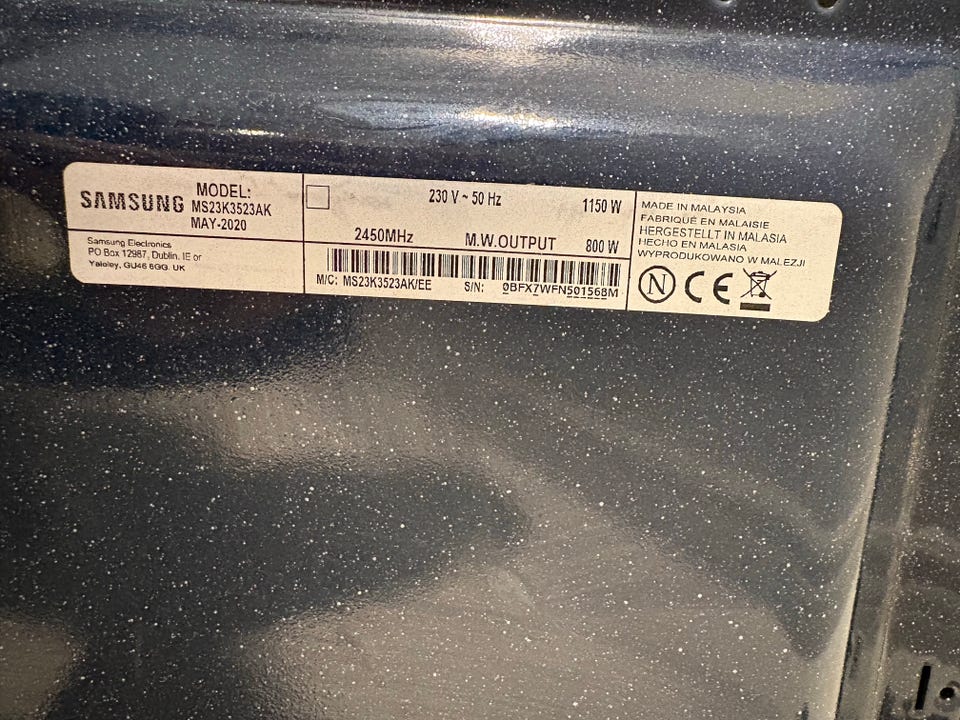 SAMSUNG
MODEL:
MS23K3523AK
MAY-2020
Samsung Electronics
PO Box 12987, Dublin. IE or
Yateley, GU46 6GG. UK
230 V ~ 50 Hz
1150 W
2450MHz
M.W.OUTPUT
800 W
M/C: MS23K3523AK/EE
S/N: 0BFX7WFN501568M
MADE IN MALAYSIA
FABRIQUÉ EN MALAISIE
HERGESTELLT IN MALASIA
HECHO EN MALASIA
WYPRODUKOWANO W MALEZJI
N
CE